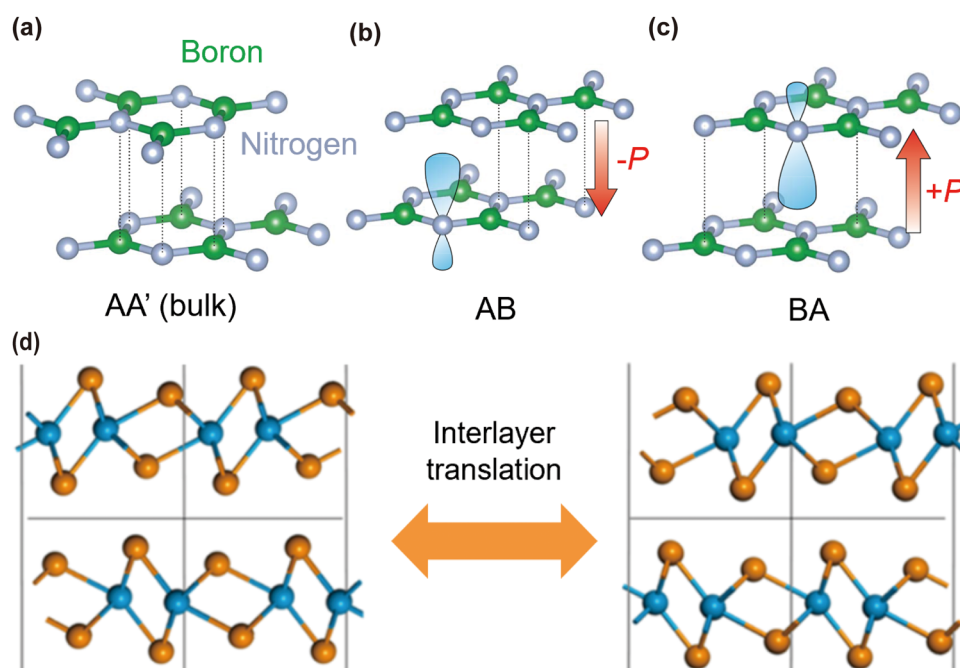 (a)
Boron
Nitrogen
AA' (bulk)
(b)
-P
AB
(c)
+P
BA
(d)
Interlayer
translation